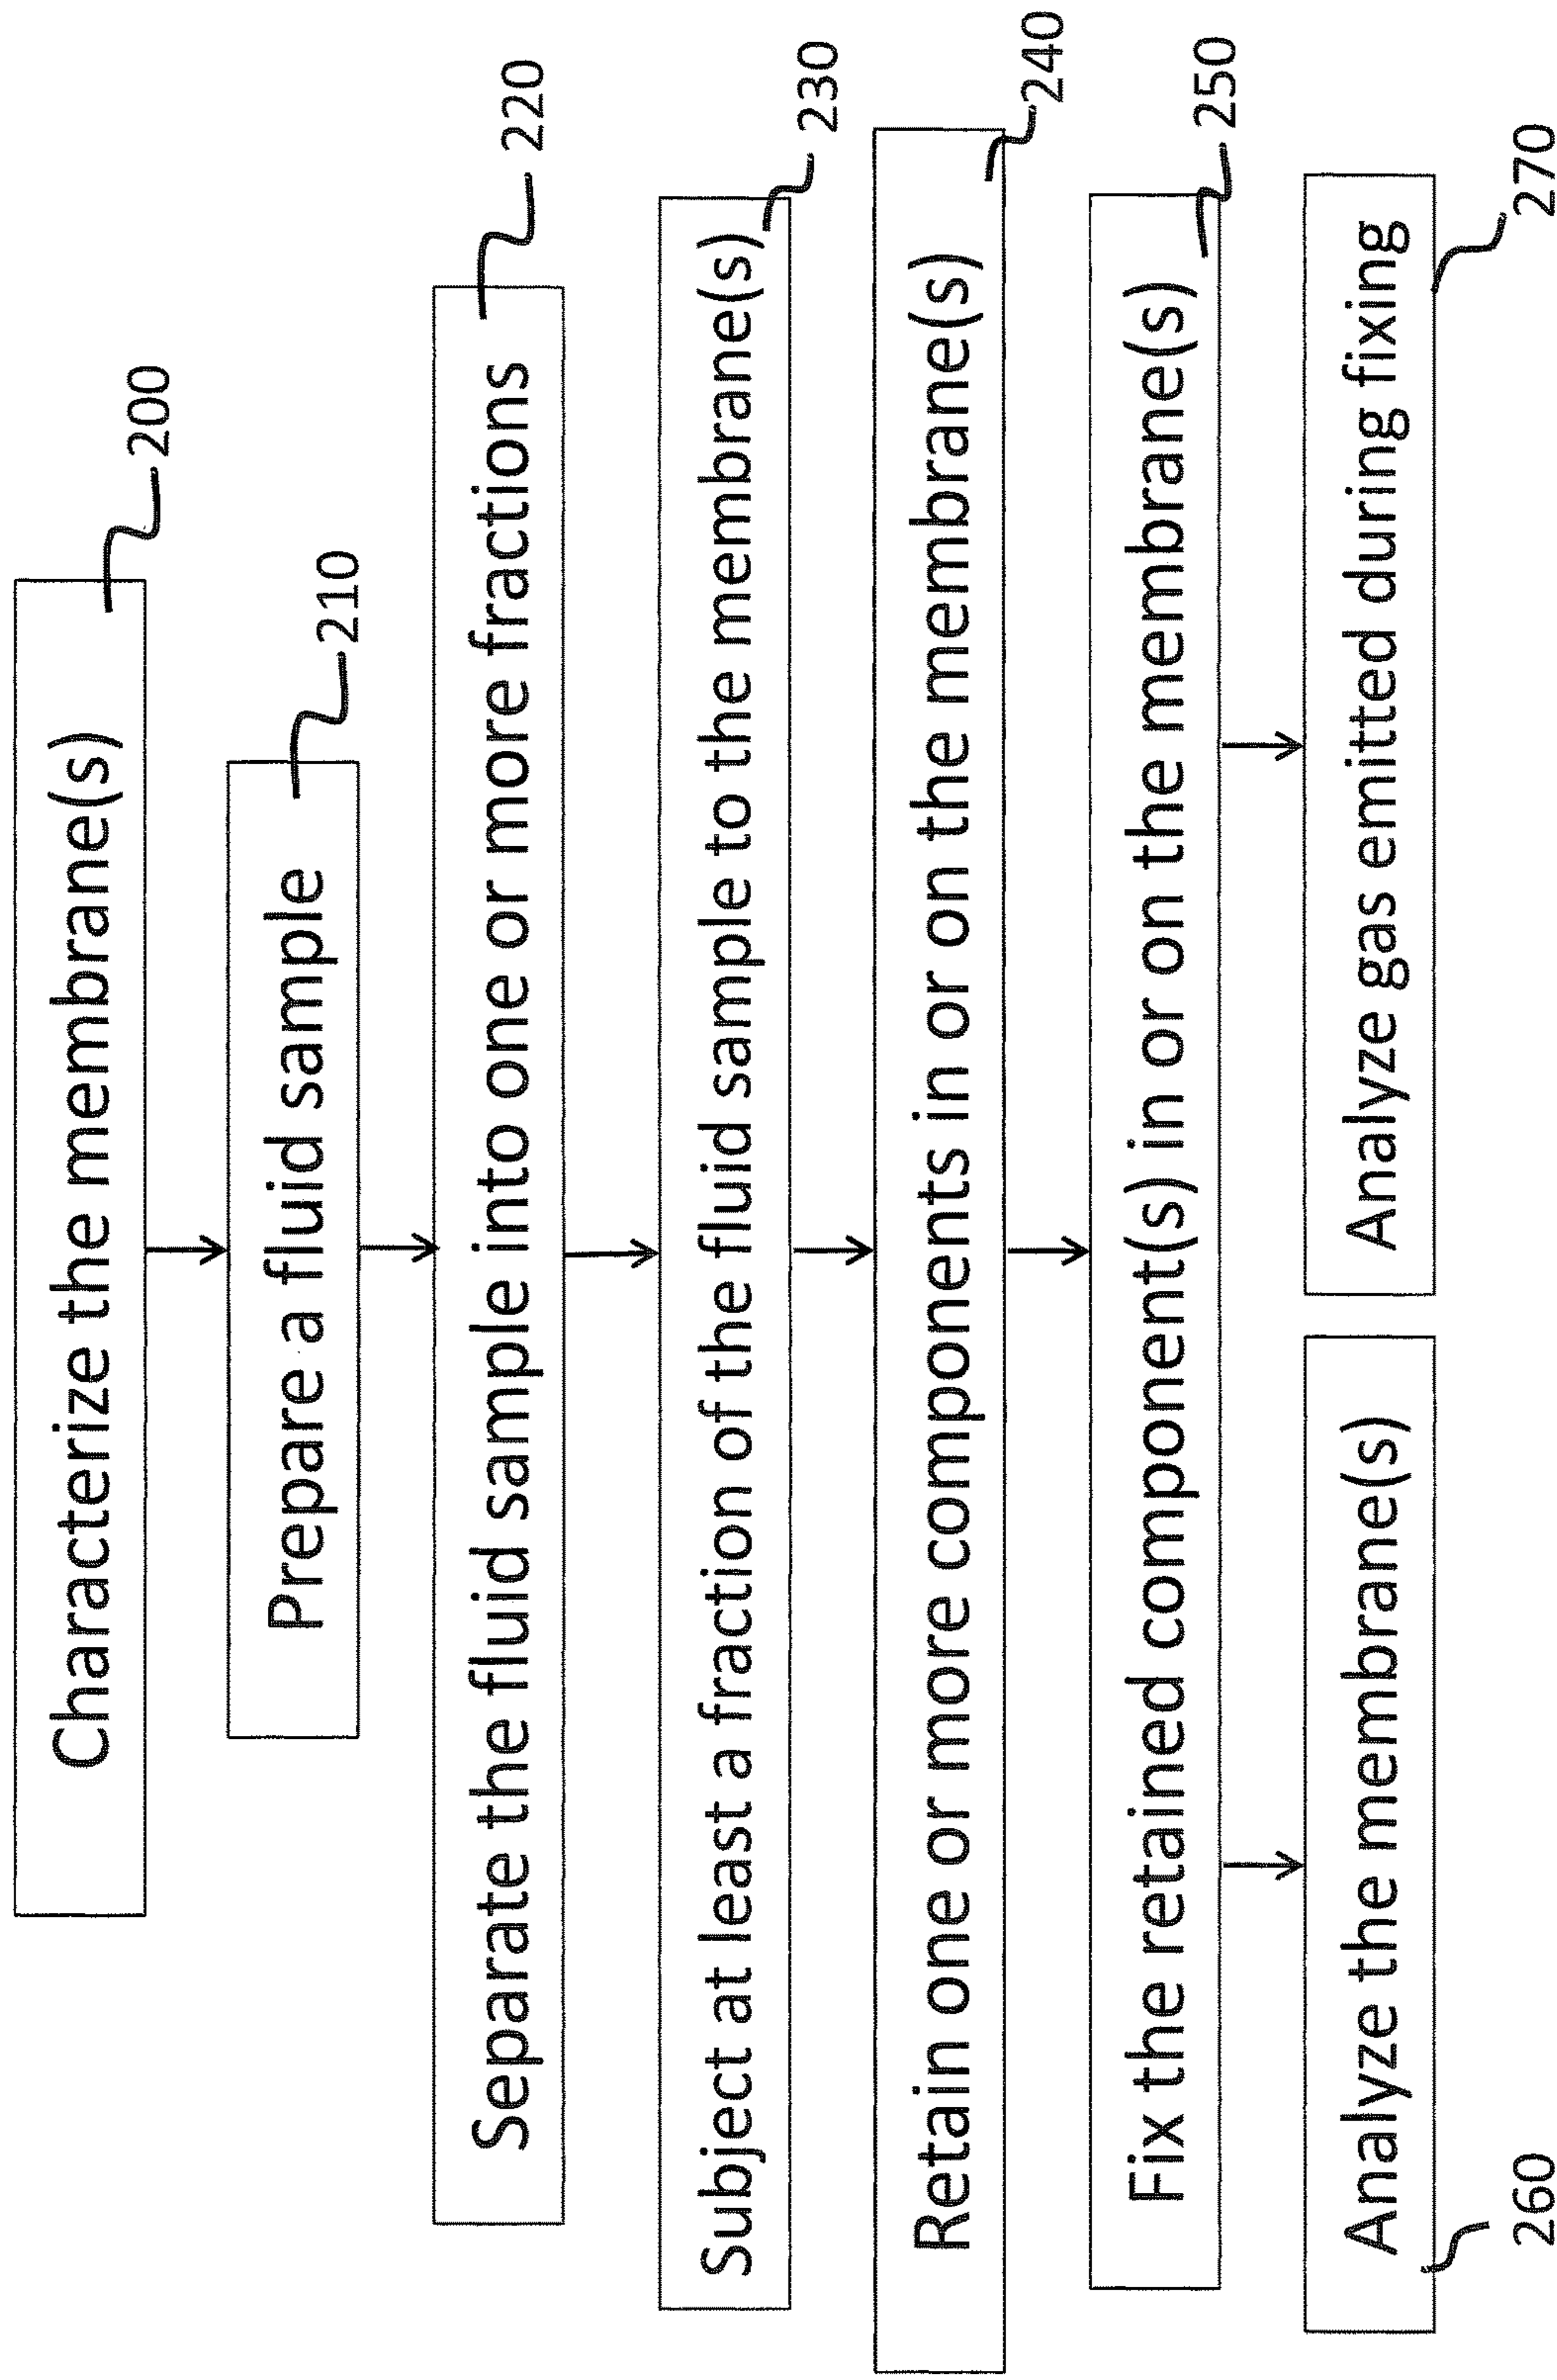 Characterize the membrane(s)
200
Prepare a fluid sample
210
Separate the fluid sample into one or more fractions
220
Subject at least a fraction of the fluid sample to the membrane(s)
230
Retain one or more components in or on the membrane(s)
240
Fix the retained component(s) in or on the membrane(s)
250
Analyze the membrane(s)
260
Analyze gas emitted during fixing
270